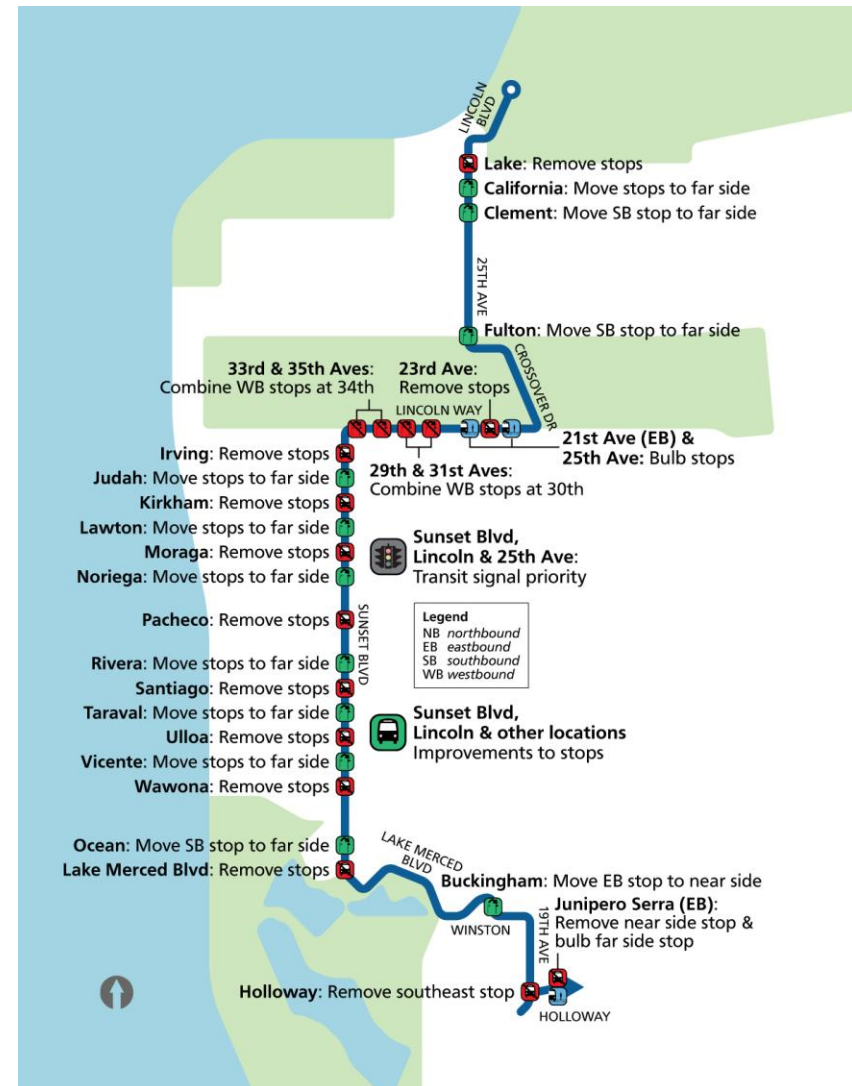 LINCOLN
BLVD
Lake: Remove stops
California: Move stops to far side
Clement: Move SB stop to far side
25TH AVE
Fulton: Move SB stop to far side
CROSSOVER DR
33rd & 35th Aves:
Combine WB stops at 34th
23rd Ave:
Remove stops
LINCOLN WAY
21st Ave (EB) &
25th Ave: Bulb stops
29th & 31st Aves:
Combine WB stops at 30th
Irving: Remove stops
Judah: Move stops to far side
Kirkham: Remove stops
Lawton: Move stops to far side
Moraga: Remove stops
Noriega: Move stops to far side
Pacheco: Remove stops
Rivera: Move stops to far side
Santiago: Remove stops
Taraval: Move stops to far side
Ulloa: Remove stops
Vicente: Move stops to far side
Wawona: Remove stops
Ocean: Move SB stop to far side
Lake Merced Blvd: Remove stops
SUNSET BLVD
Sunset Blvd,
Lincoln & 25th Ave:
Transit signal priority
Legend
NB northbound
EB eastbound
SB southbound
WB westbound
Sunset Blvd,
Lincoln & other locations
Improvements to stops
LAKE MERCED
BLVD
Buckingham: Move EB stop to near side
WINSTON
19TH AVE
Junipero Serra (EB):
Remove near side stop &
bulb far side stop
Holloway: Remove southeast stop
HOLLOWAY